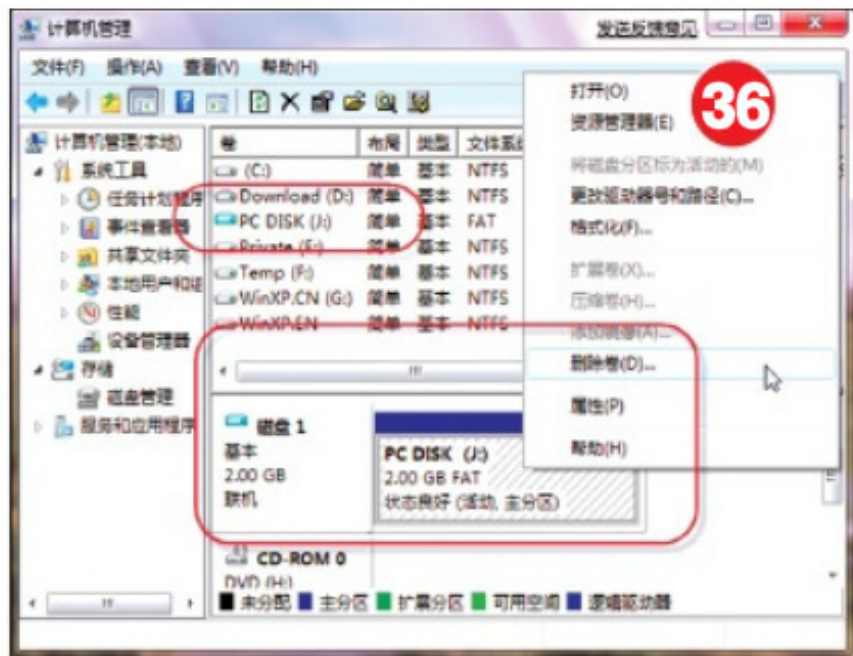 计算机管理
发送反馈意见
文件(F) 操作(A) 查看(V) 帮助(H)
计算机管理(本地)
系统工具
任务计划程序
事件查看器
共享文件夹
本地用户和组
性能
设备管理器
存储
磁盘管理
服务和应用程序
卷 布局 类型 文件系统
(C:) 简单 基本 NTFS
Download (D:) 简单 基本 NTFS
PC DISK (J:) 简单 基本 FAT
Private (E:) 简单 基本 NTFS
Temp (F:) 简单 基本 NTFS
WinXP.CN (G:) 简单 基本 NTFS
WinXP.EN 简单 基本 NTFS
磁盘 1
基本
2.00 GB
联机
PC DISK (J:)
2.00 GB FAT
状态良好 (活动, 主分区)
CD-ROM 0
DVD (H:)
未分配 主分区 扩展分区 可用空间 逻辑驱动器
36
打开(O)
资源管理器(E)
将磁盘分区标为活动的(M)
更改驱动器号和路径(C)...
格式化(F)...
扩展卷(X)...
压缩卷(H)...
添加镜像(A)...
删除卷(D)...
属性(P)
帮助(H)